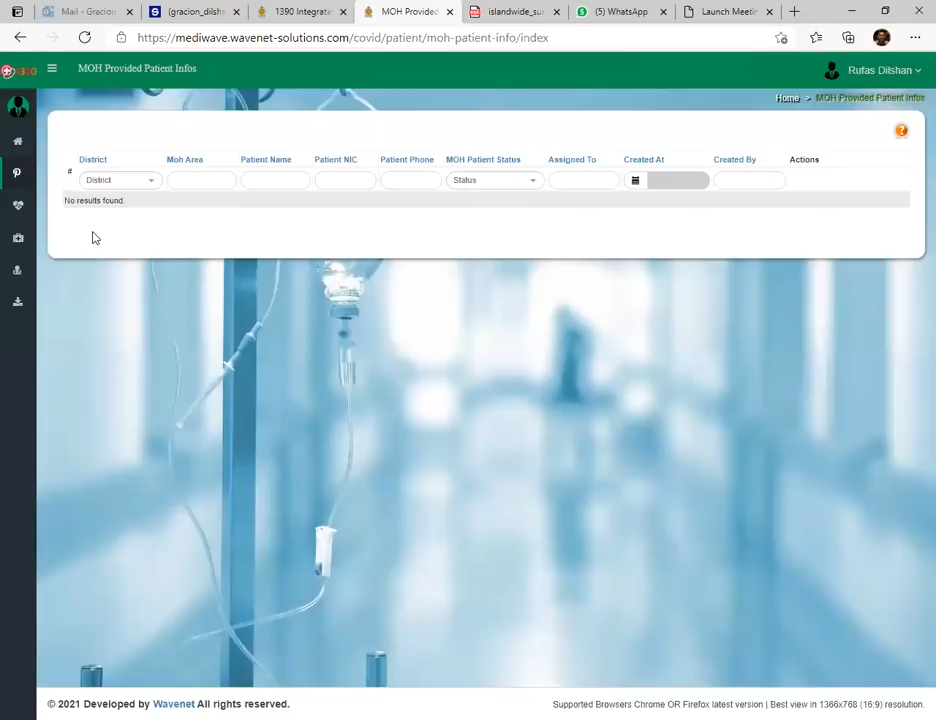 Mail - Gracion
(gracion_dilsha
1390 Integrate
MOH Provided
islandwide_su
(5) WhatsApp
Launch Meetin
https://mediwave.wavenet-solutions.com/covid/patient/moh-patient-info/index
1390
MOH Provided Patient Infos
Rufas Dilshan
Home > MOH Provided Patient Infos
?
# District Moh Area Patient Name Patient NIC Patient Phone MOH Patient Status Assigned To Created At Created By Actions
District Status
No results found.
© 2021 Developed by Wavenet All rights reserved.
Supported Browsers Chrome OR Firefox latest version | Best view in 1366x768 (16:9) resolution.